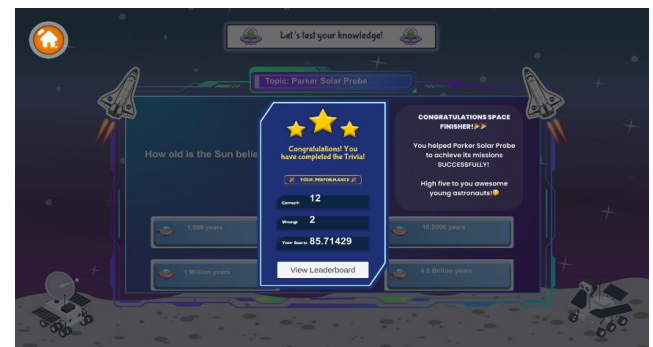 Let's test your knowledge!
Topic: Parker Solar Probe
How old is the Sun belie
1,000 years
10,0000 years
1 Million years
4.6 Billion years
Congratulations! You
have completed the Trivia!
YOUR PERFORMANCE
Correct: 12
Wrong: 2
Your Score: 85.71429
View Leaderboard
CONGRATULATIONS SPACE
FINISHER!🎉🎉
You helped Parker Solar Probe
to achieve its missions
SUCCESSFULLY!
High five to you awesome
young astronauts!